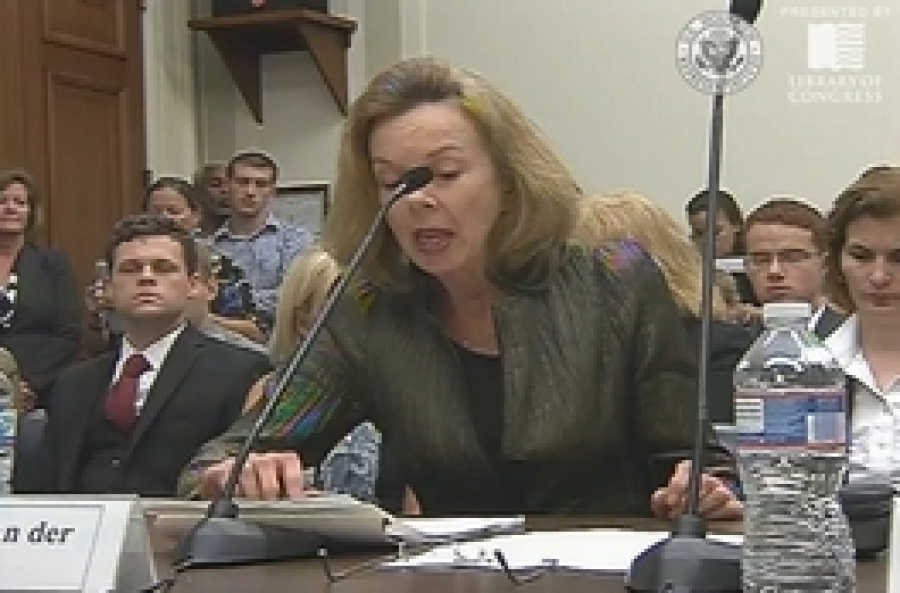 PRESENTED BY
LIBRARY OF
CONGRESS
n der